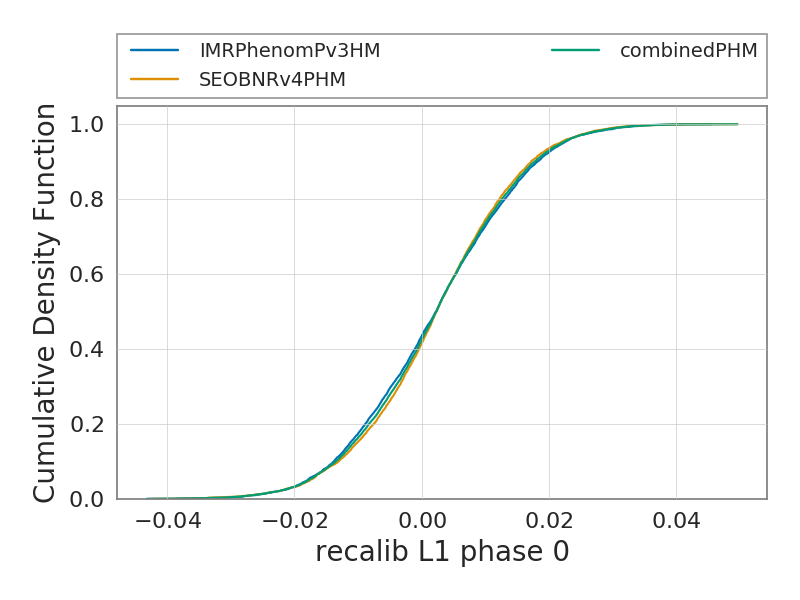 IMRPhenomPv3HM
SEOBNRv4PHM
combinedPHM
Cumulative Density Function
1.0
0.8
0.6
0.4
0.2
0.0
−0.04
−0.02
0.00
0.02
0.04
recalib L1 phase 0